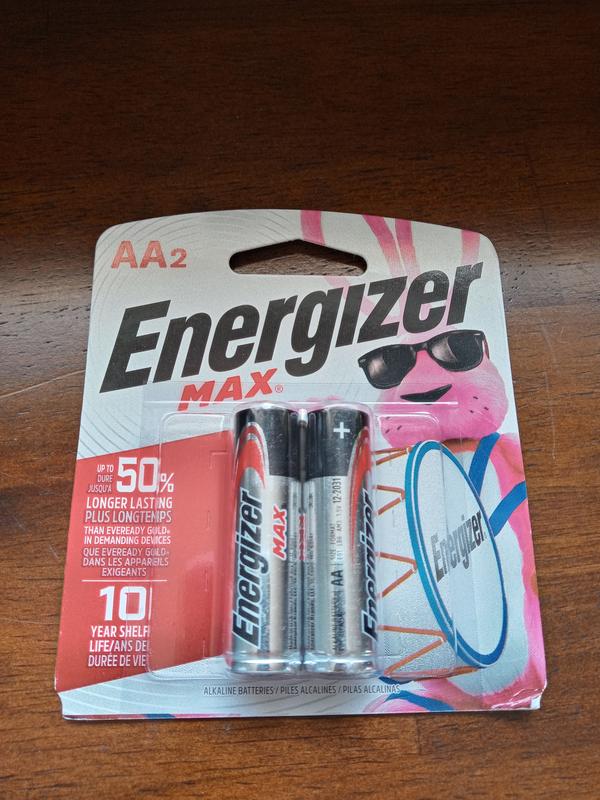 AA2
Energizer
MAX®
UP TO
DURE
JUSQU'À
50%
LONGER LASTING
PLUS LONGTEMPS
THAN EVEREADY GOLD
IN DEMANDING DEVICES
QUE EVEREADY GOLD
DANS LES APPAREILS
EXIGEANTS
10
YEAR SHELF
LIFE/ANS DE
DURÉE DE VIE
Energizer
MAX
+
12-2031
AA
Energizer
Energizer
ALKALINE BATTERIES / PILES ALCALINES / PILAS ALCALINAS